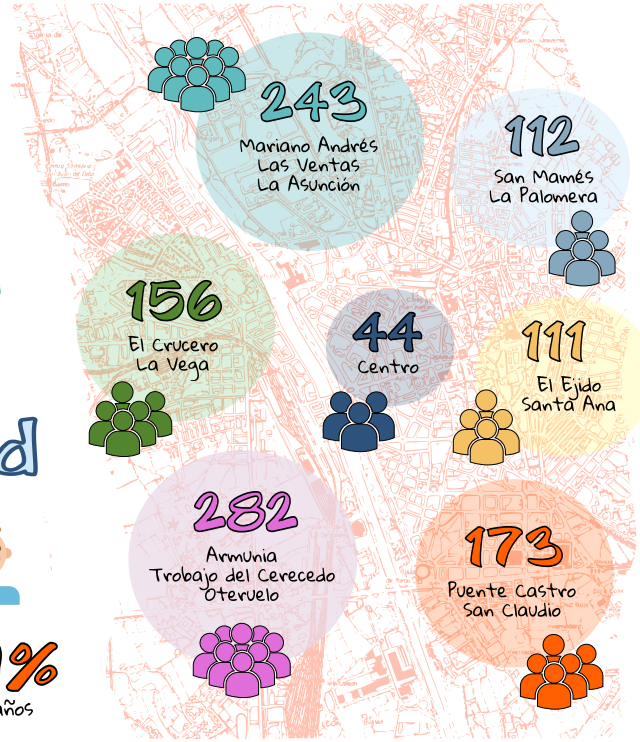 243
Mariano Andrés
Las Ventas
La Asunción
112
San Mamés
La Palomera
156
El Crucero
La Vega
44
Centro
111
El Ejido
Santa Ana
282
Armunia
Trobajo del Cerecedo
Oteruelo
173
Puente Castro
San Claudio
d
%
años